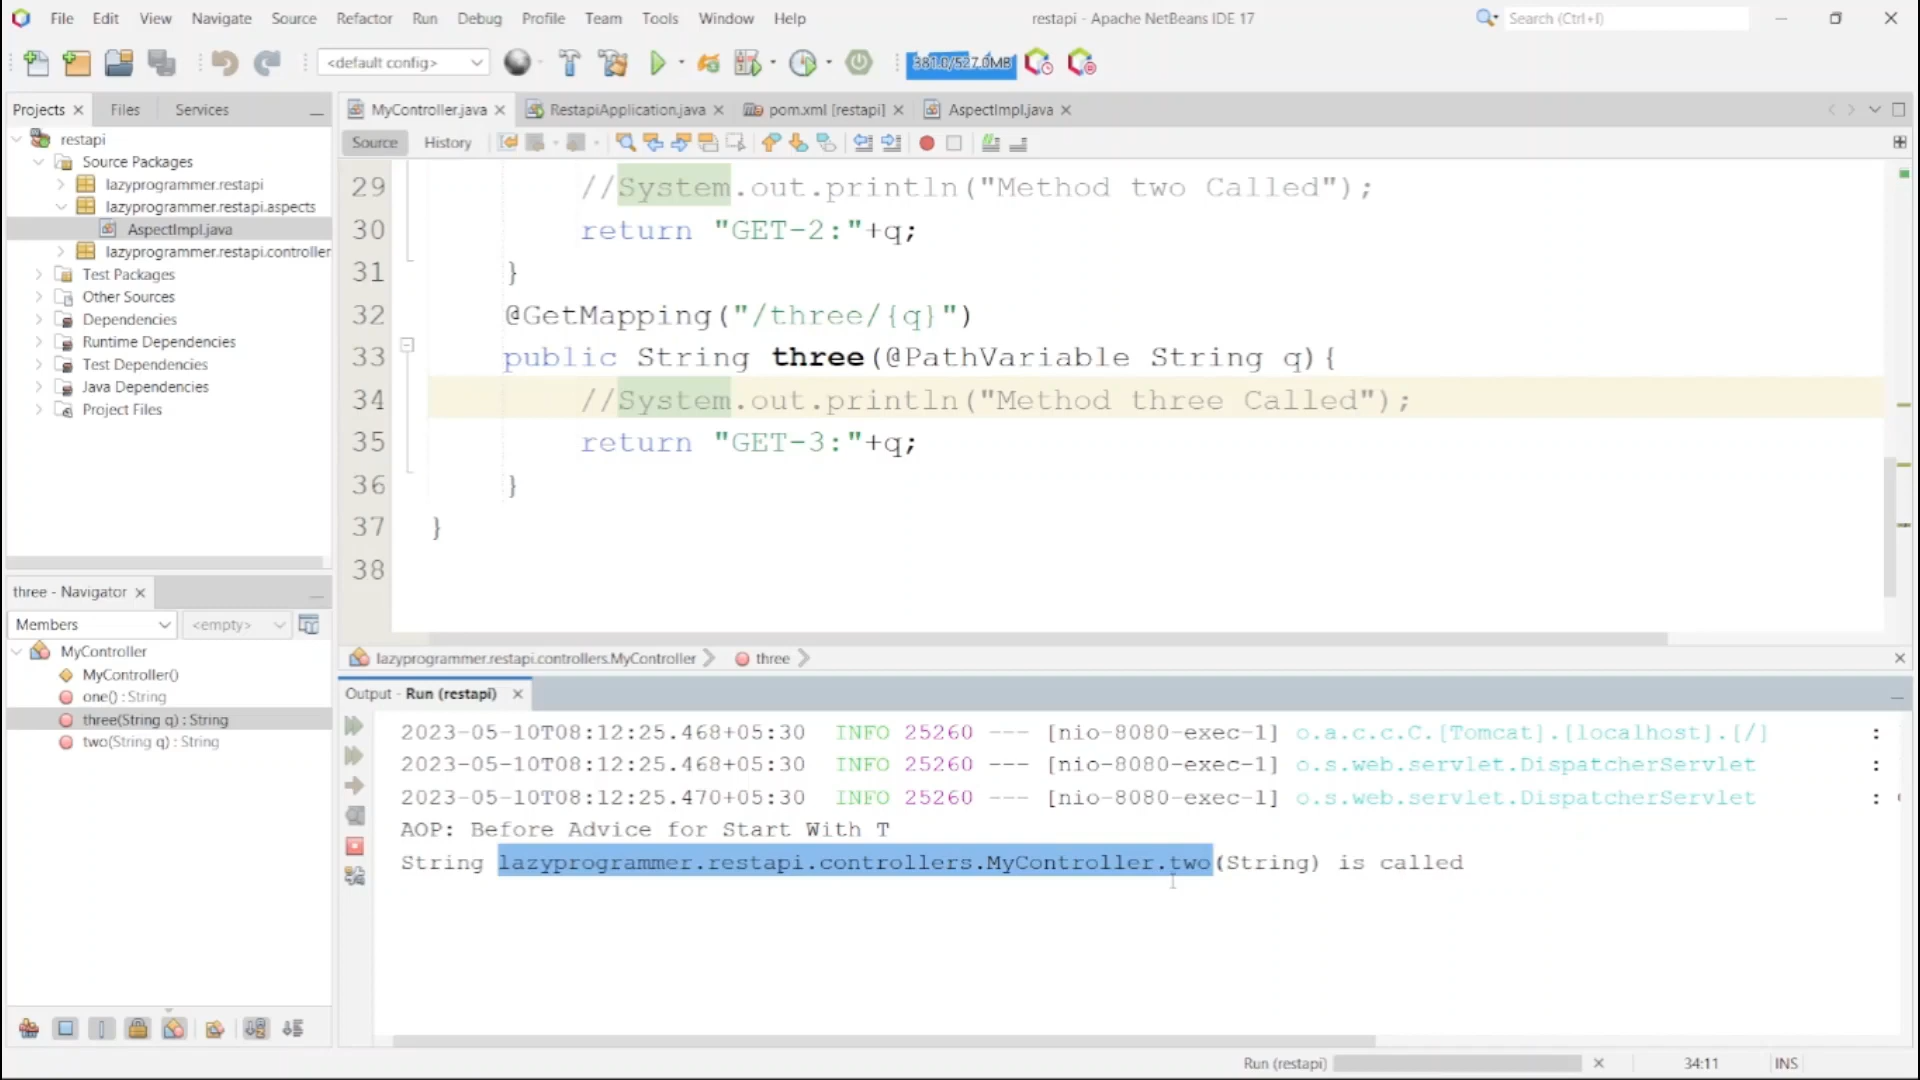 File Edit View Navigate Source Refactor Run Debug Profile Team Tools Window Help
restapi - Apache NetBeans IDE 17
Search (Ctrl+I)
<default config>
381.0/527.0MB
Projects Files Services
MyController.java RestapiApplication.java pom.xml [restapi] AspectImpl.java
Source History
restapi
Source Packages
lazyprogrammer.restapi
lazyprogrammer.restapi.aspects
AspectImpl.java
lazyprogrammer.restapi.controller
Test Packages
Other Sources
Dependencies
Runtime Dependencies
Test Dependencies
Java Dependencies
Project Files
29 //System.out.println("Method two Called");
30 return "GET-2:"+q;
31 }
32 @GetMapping("/three/{q}")
33 public String three(@PathVariable String q){
34 //System.out.println("Method three Called");
35 return "GET-3:"+q;
36 }
37 }
38
three - Navigator
Members <empty>
MyController
MyController()
one() : String
three(String q) : String
two(String q) : String
lazyprogrammer.restapi.controllers.MyController three
Output - Run (restapi)
2023-05-10T08:12:25.468+05:30 INFO 25260 --- [nio-8080-exec-1] o.a.c.c.C.[Tomcat].[localhost].[/] :
2023-05-10T08:12:25.468+05:30 INFO 25260 --- [nio-8080-exec-1] o.s.web.servlet.DispatcherServlet :
2023-05-10T08:12:25.470+05:30 INFO 25260 --- [nio-8080-exec-1] o.s.web.servlet.DispatcherServlet :
AOP: Before Advice for Start With T
String lazyprogrammer.restapi.controllers.MyController.two(String) is called
Run (restapi) 34:11 INS